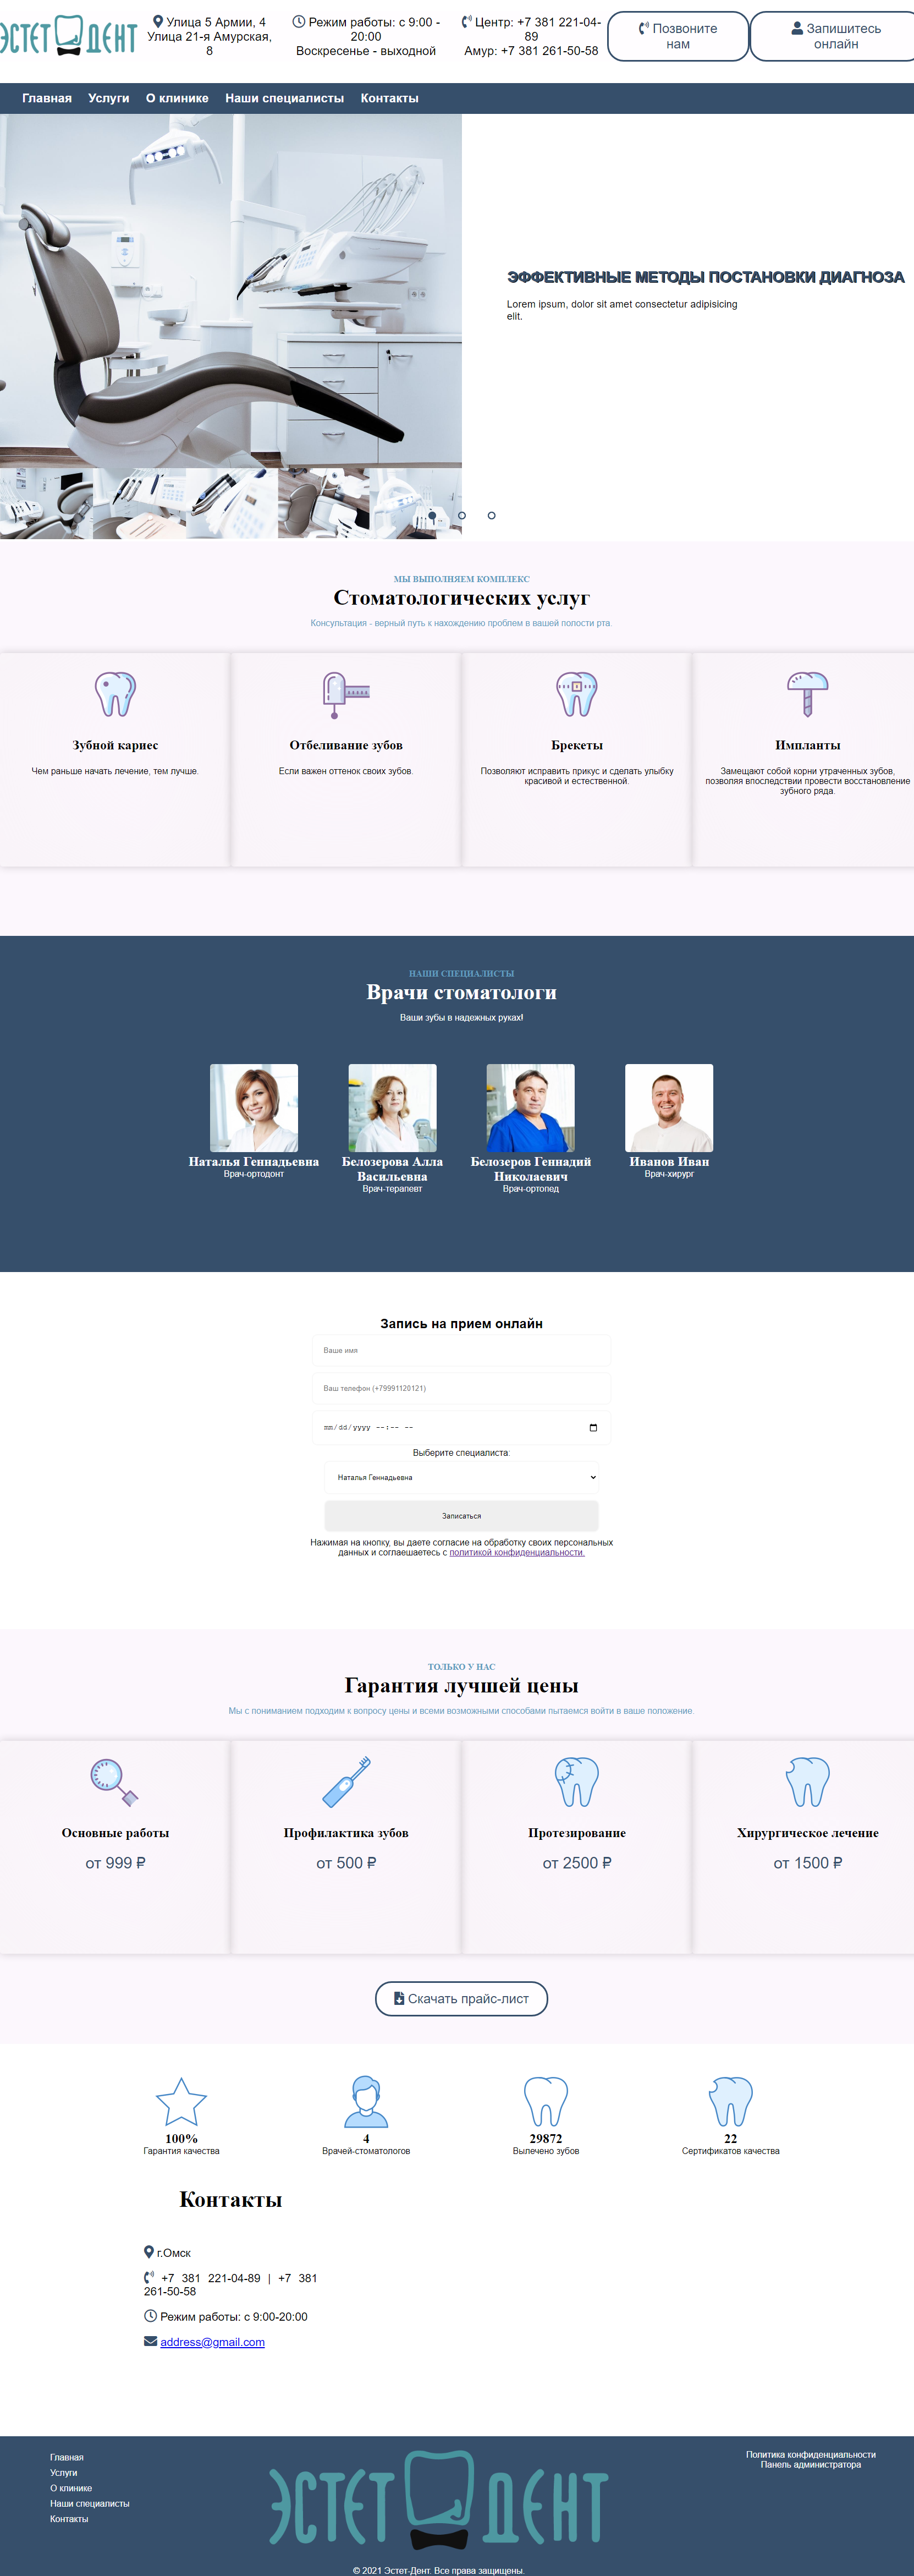 ЭСТЕТ ДЕНТ
Улица 5 Армии, 4
Улица 21-я Амурская,
8
Режим работы: с 9:00 -
20:00
Воскресенье - выходной
Центр: +7 381 221-04-
89
Амур: +7 381 261-50-58
Позвоните
нам
Запишитесь
онлайн
Главная Услуги О клинике Наши специалисты Контакты
ЭФФЕКТИВНЫЕ МЕТОДЫ ПОСТАНОВКИ ДИАГНОЗА
Lorem ipsum, dolor sit amet consectetur adipisicing
elit.
МЫ ВЫПОЛНЯЕМ КОМПЛЕКС
Стоматологических услуг
Консультация - верный путь к нахождению проблем в вашей полости рта.
Зубной кариес
Чем раньше начать лечение, тем лучше.
Отбеливание зубов
Если важен оттенок своих зубов.
Брекеты
Позволяют исправить прикус и сделать улыбку
красивой и естественной.
Импланты
Замещают собой корни утраченных зубов,
позволяя впоследствии провести восстановление
зубного ряда.
НАШИ СПЕЦИАЛИСТЫ
Врачи стоматологи
Ваши зубы в надежных руках!
Наталья Геннадьевна
Врач-ортодонт
Белозерова Алла
Васильевна
Врач-терапевт
Белозеров Геннадий
Николаевич
Врач-ортопед
Иванов Иван
Врач-хирург
Запись на прием онлайн
Ваше имя
Ваш телефон (+79991120121)
mm/dd/yyyy --:-- --
Выберите специалиста:
Наталья Геннадьевна
Записаться
Нажимая на кнопку, вы даете согласие на обработку своих персональных
данных и соглаешаетесь с политикой конфиденциальности.
ТОЛЬКО У НАС
Гарантия лучшей цены
Мы с пониманием подходим к вопросу цены и всеми возможными способами пытаемся войти в ваше положение.
Основные работы
от 999 ₽
Профилактика зубов
от 500 ₽
Протезирование
от 2500 ₽
Хирургическое лечение
от 1500 ₽
Скачать прайс-лист
100%
Гарантия качества
4
Врачей-стоматологов
29872
Вылечено зубов
22
Сертификатов качества
Контакты
г.Омск
+7 381 221-04-89 | +7 381
261-50-58
Режим работы: с 9:00-20:00
address@gmail.com
Главная
Услуги
О клинике
Наши специалисты
Контакты
ЭСТЕТ ДЕНТ
© 2021 Эстет-Дент. Все права защищены.
Политика конфиденциальности
Панель администратора